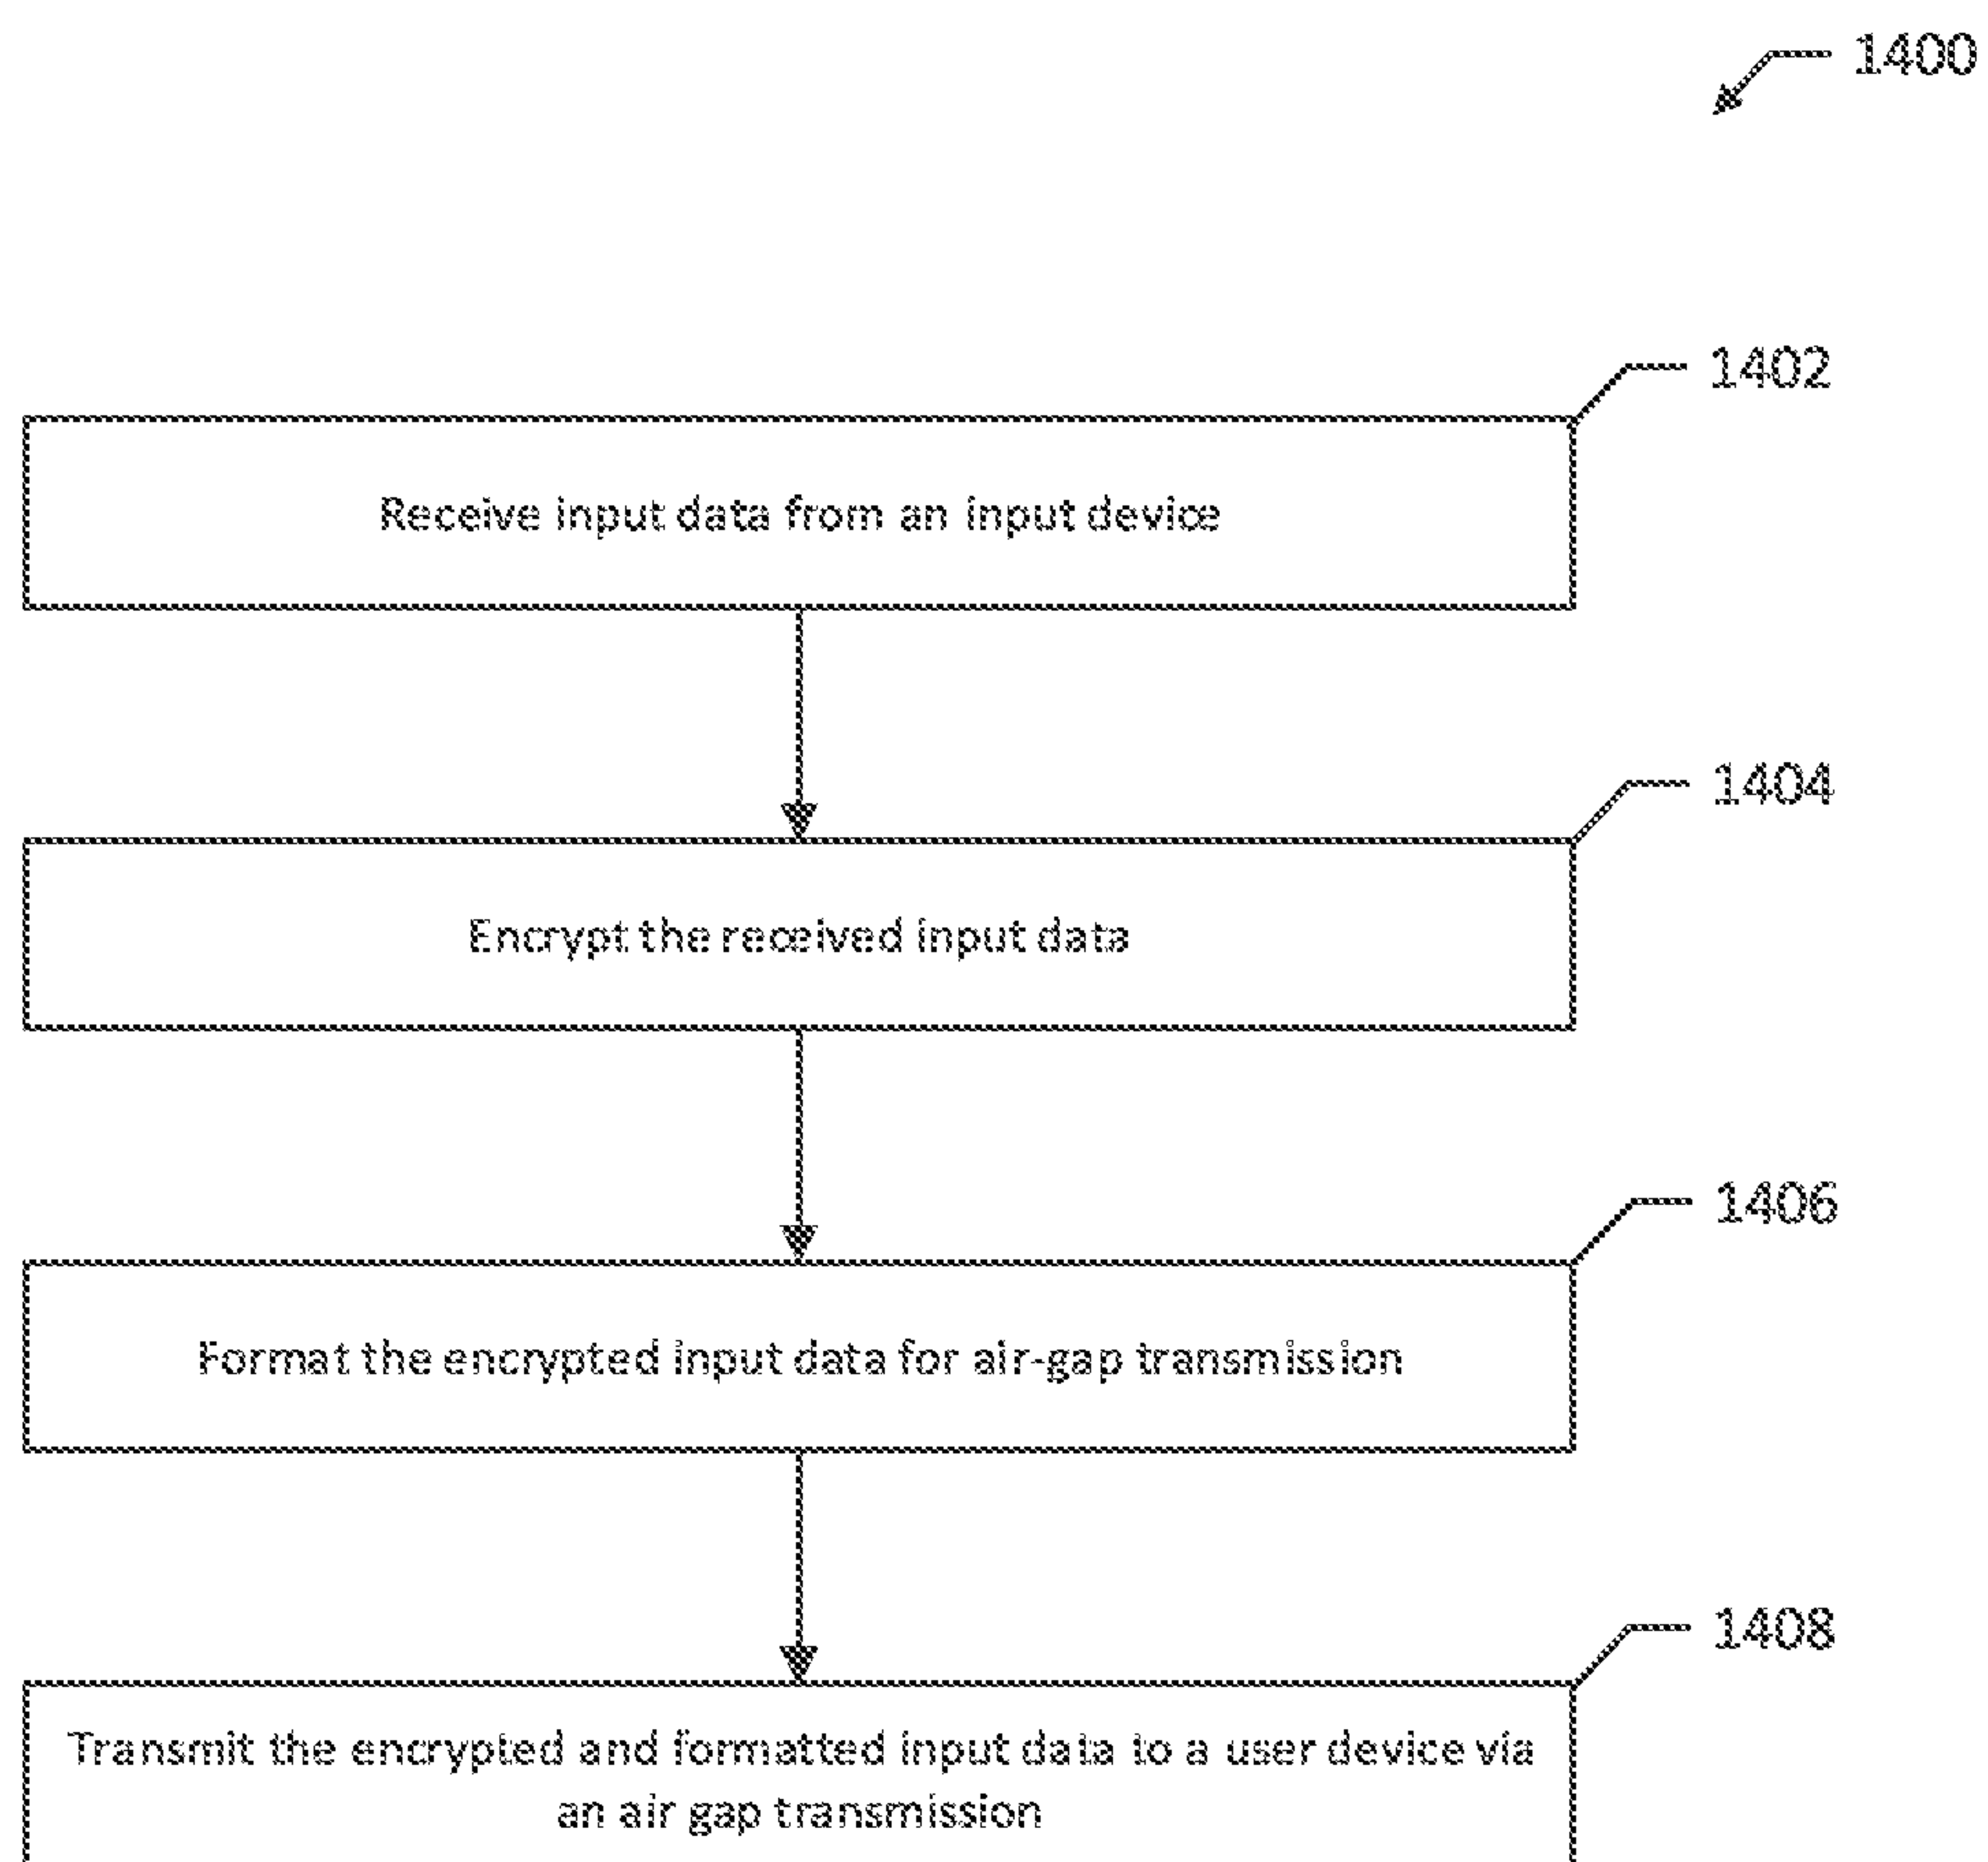 1400
1402
Receive input data from an input device
1404
Encrypt the received input data
1406
Format the encrypted input data for air-gap transmission
1408
Transmit the encrypted and formatted input data to a user device via
an air gap transmission